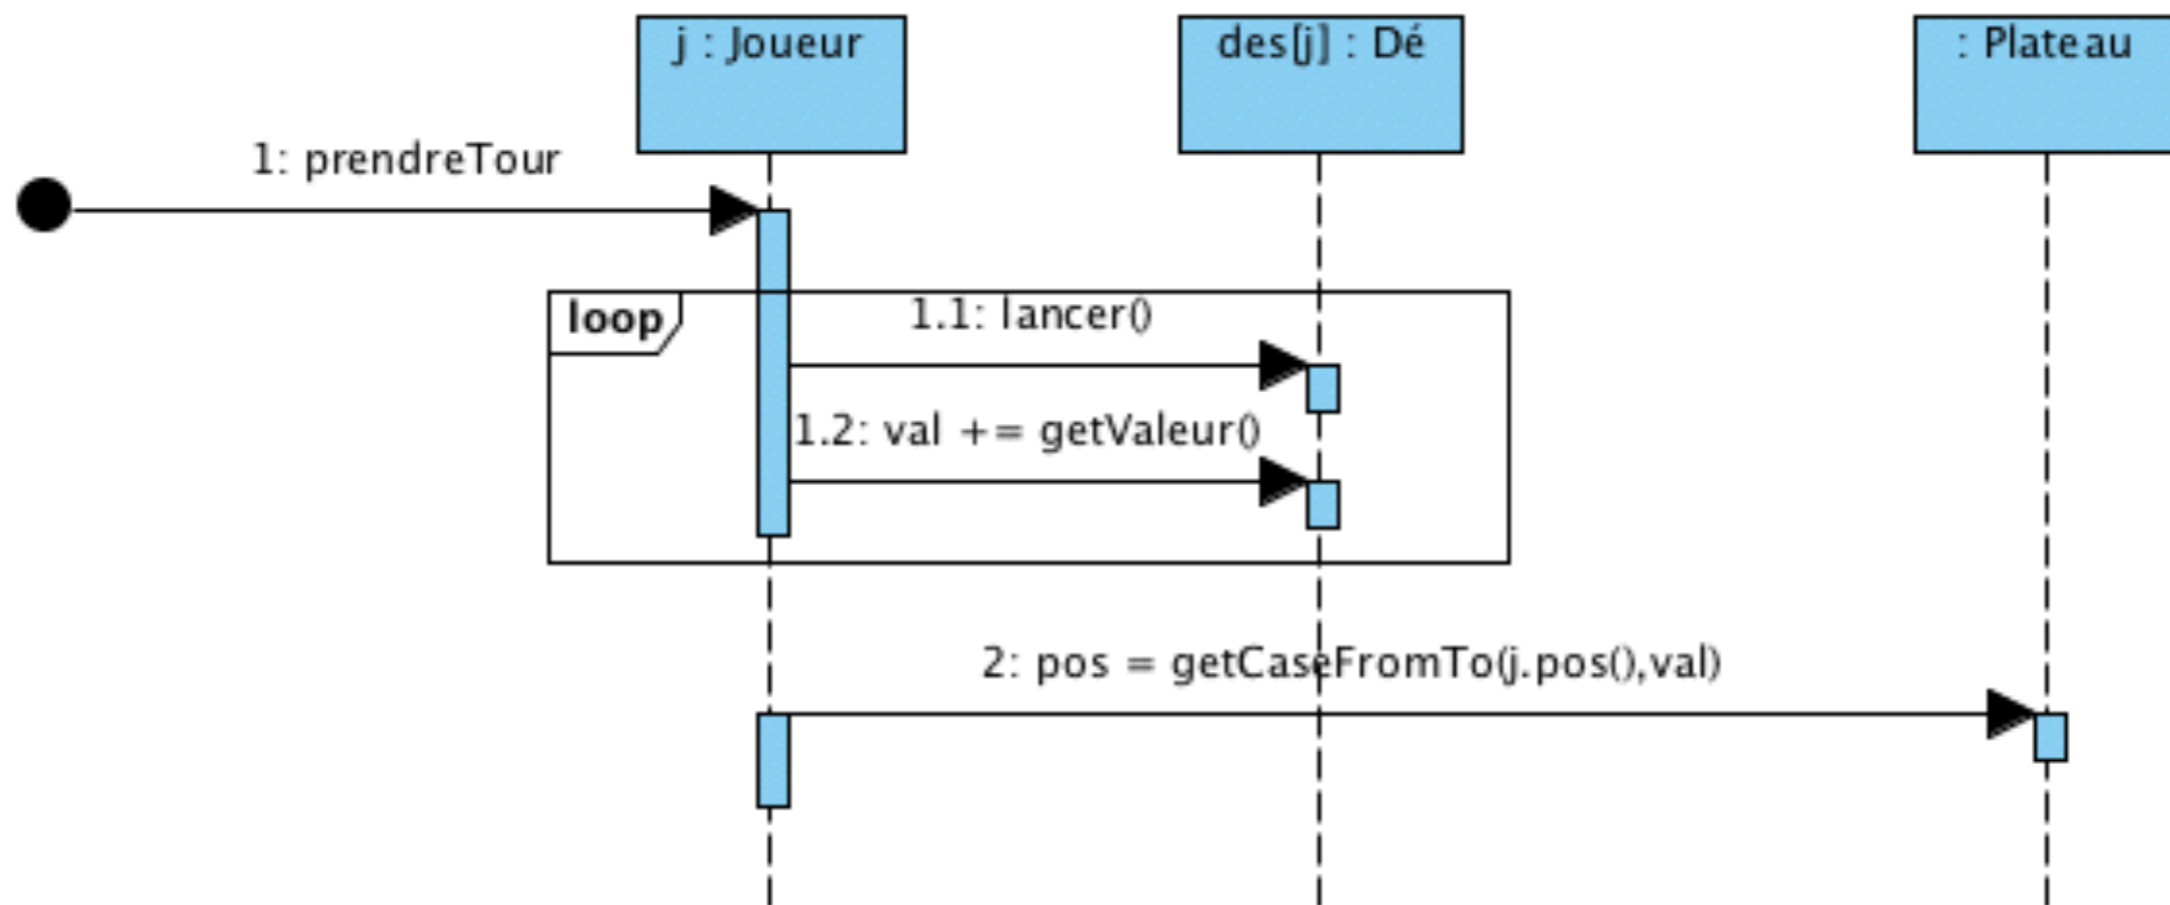 j : Joueur
des[j] : Dé
: Plateau
1: prendreTour
loop
1.1: lancer()
1.2: val += getValeur()
2: pos = getCaseFromTo(j.pos(),val)